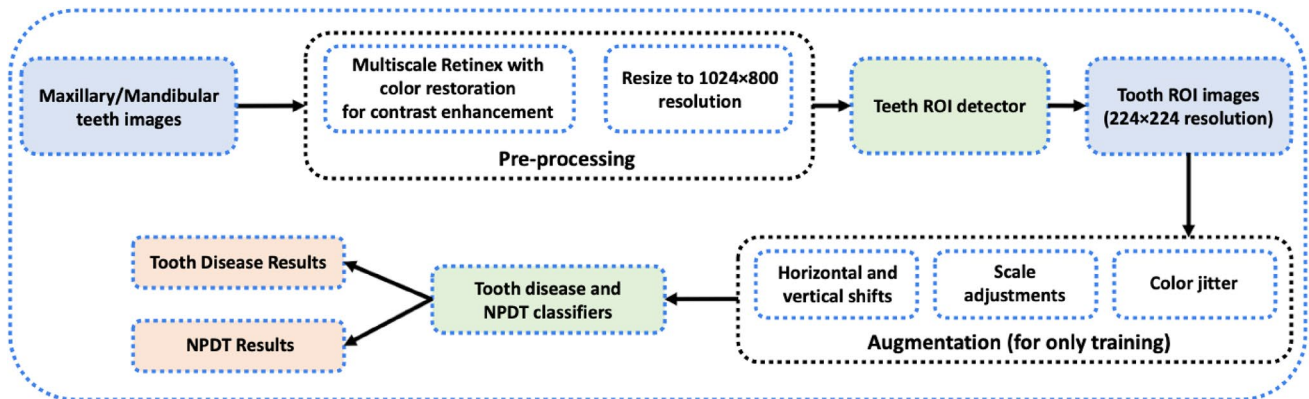 Maxillary/Mandibular
teeth images
Multiscale Retinex with
color restoration
for contrast enhancement
Resize to 1024×800
resolution
Pre-processing
Teeth ROI detector
Tooth ROI images
(224×224 resolution)
Horizontal and
vertical shifts
Scale
adjustments
Color jitter
Augmentation (for only training)
Tooth disease and
NPDT classifiers
Tooth Disease Results
NPDT Results